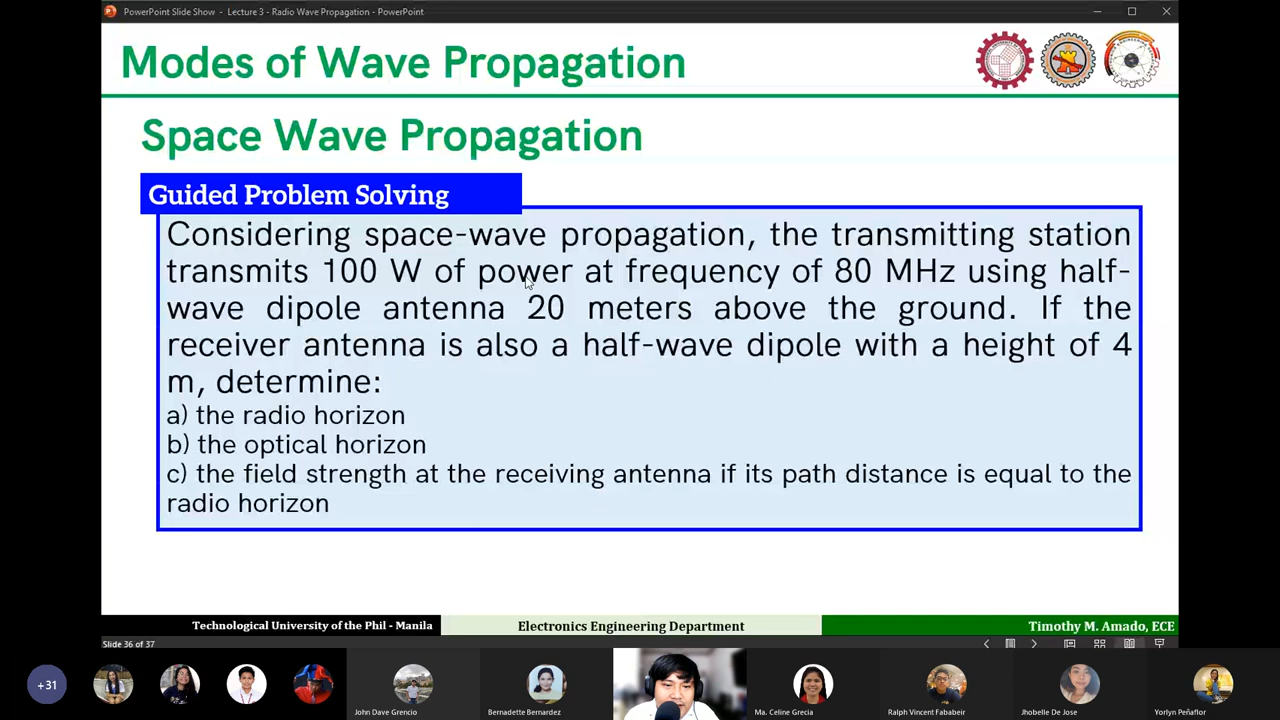 PowerPoint Slide Show - Lecture 3 - Radio Wave Propagation - PowerPoint
Modes of Wave Propagation
Space Wave Propagation
Guided Problem Solving
Considering space-wave propagation, the transmitting station
transmits 100 W of power at frequency of 80 MHz using half-
wave dipole antenna 20 meters above the ground. If the
receiver antenna is also a half-wave dipole with a height of 4
m, determine:
a) the radio horizon
b) the optical horizon
c) the field strength at the receiving antenna if its path distance is equal to the
radio horizon
Technological University of the Phil - Manila
Electronics Engineering Department
Timothy M. Amado, ECE
Slide 36 of 37
+31
John Dave Grencio
Bernadette Bernardez
Ma. Celine Grecia
Ralph Vincent Fababeir
Jhobelle De Jose
Yorlyn Peñaflor